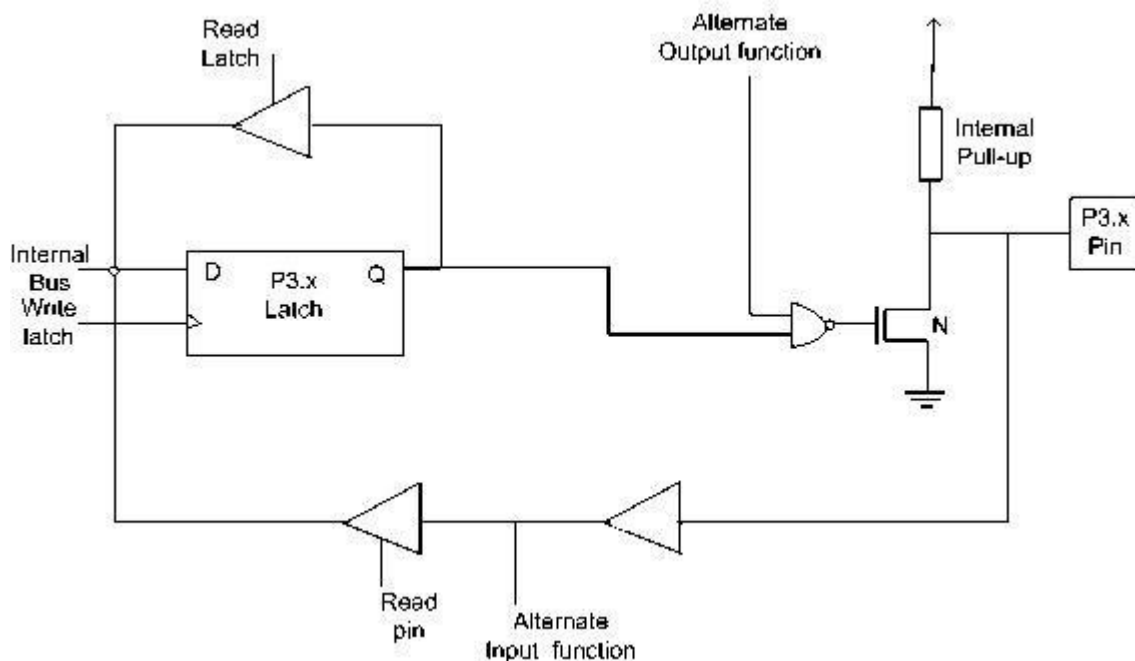 Read
Latch
Alternate
Output function
Internal
Pull-up
P3.x
Pin
Internal
Bus
Write
latch
D
P3.x
Latch
Q
N
Read
pin
Alternate
Input function